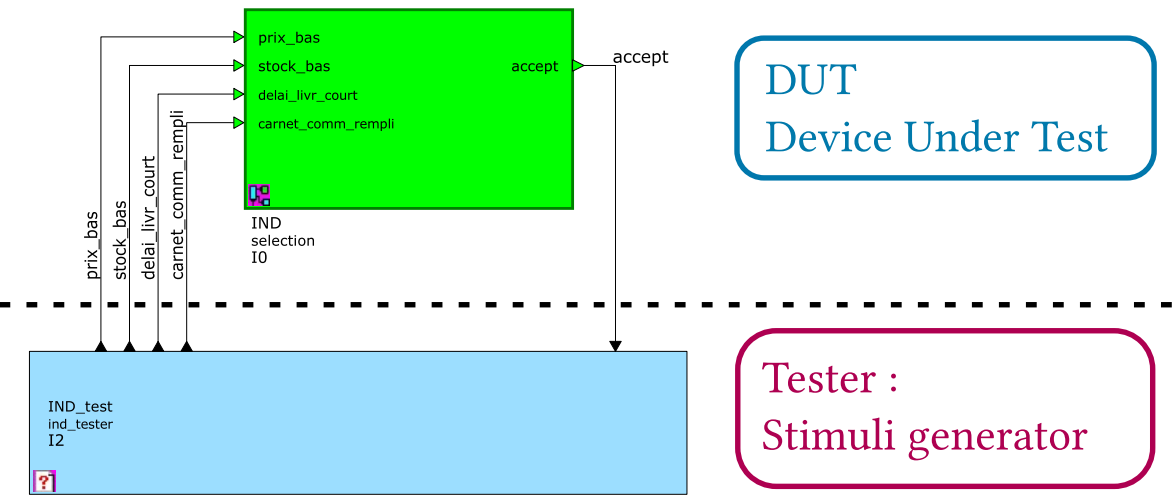 prix_bas
stock_bas
delai_livr_court
carnet_comm_rempli
accept
accept
DUT
Device Under Test
prix_bas
stock_bas
delai_livr_court
carnet_comm_rempli
IND
selection
I0
IND_test
ind_tester
I2
?
Tester :
Stimuli generator